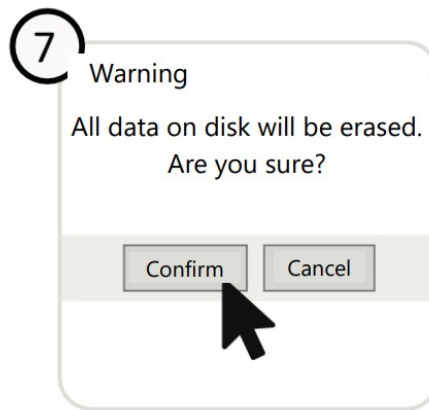 7
Warning
All data on disk will be erased.
Are you sure?
Confirm Cancel